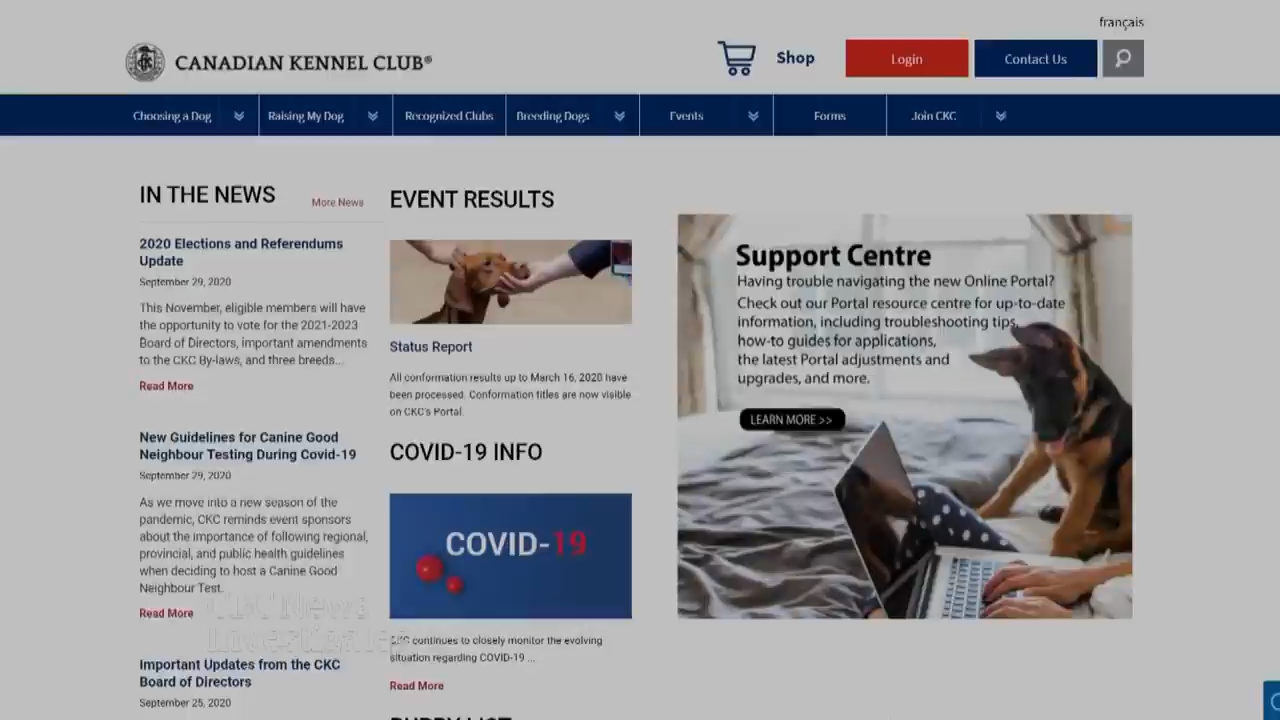 français
CANADIAN KENNEL CLUB®
Shop
Login
Contact Us
Choosing a Dog
Raising My Dog
Recognized Clubs
Breeding Dogs
Events
Forms
Join CKC
IN THE NEWS
More News
2020 Elections and Referendums
Update
September 29, 2020
This November, eligible members will have
the opportunity to vote for the 2021-2023
Board of Directors, important amendments
to the CKC By-laws, and three breeds...
Read More
New Guidelines for Canine Good
Neighbour Testing During Covid-19
September 29, 2020
As we move into a new season of the
pandemic, CKC reminds event sponsors
about the importance of following regional,
provincial, and public health guidelines
when deciding to host a Canine Good
Neighbour Test.
Read More
Important Updates from the CKC
Board of Directors
September 25, 2020
EVENT RESULTS
Status Report
All conformation results up to March 16, 2020 have
been processed. Conformation titles are now visible
on CKC's Portal.
COVID-19 INFO
COVID-19
CKC continues to closely monitor the evolving
situation regarding COVID-19 ...
Read More
PUPPY LIST
Support Centre
Having trouble navigating the new Online Portal?
Check out our Portal resource centre for up-to-date
information, including troubleshooting tips,
how-to guides for applications,
the latest Portal adjustments and
upgrades, and more.
LEARN MORE >>